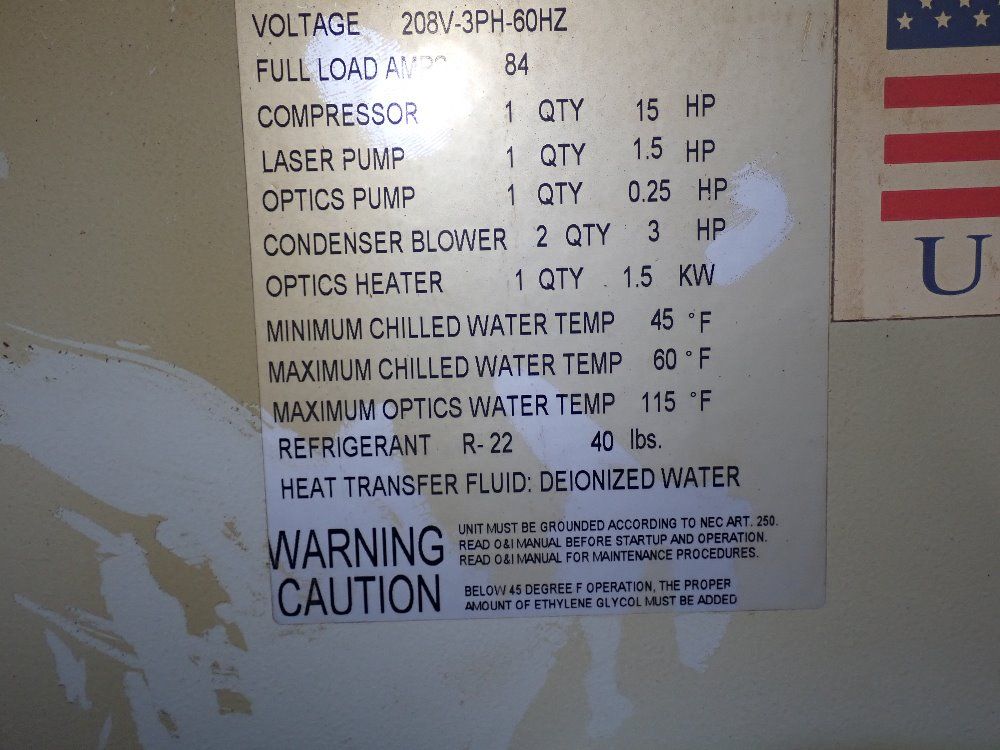 VOLTAGE 208V-3PH-60HZ
FULL LOAD AMPS 84
COMPRESSOR 1 QTY 15 HP
LASER PUMP 1 QTY 1.5 HP
OPTICS PUMP 1 QTY 0.25 HP
CONDENSER BLOWER 2 QTY 3 HP
OPTICS HEATER 1 QTY 1.5 KW
MINIMUM CHILLED WATER TEMP 45 °F
MAXIMUM CHILLED WATER TEMP 60 °F
MAXIMUM OPTICS WATER TEMP 115 °F
REFRIGERANT R-22 40 lbs.
HEAT TRANSFER FLUID: DEIONIZED WATER
WARNING
UNIT MUST BE GROUNDED ACCORDING TO NEC ART. 250.
READ O&I MANUAL BEFORE STARTUP AND OPERATION.
READ O&I MANUAL FOR MAINTENANCE PROCEDURES.
CAUTION
BELOW 45 DEGREE F OPERATION, THE PROPER
AMOUNT OF ETHYLENE GLYCOL MUST BE ADDED
U